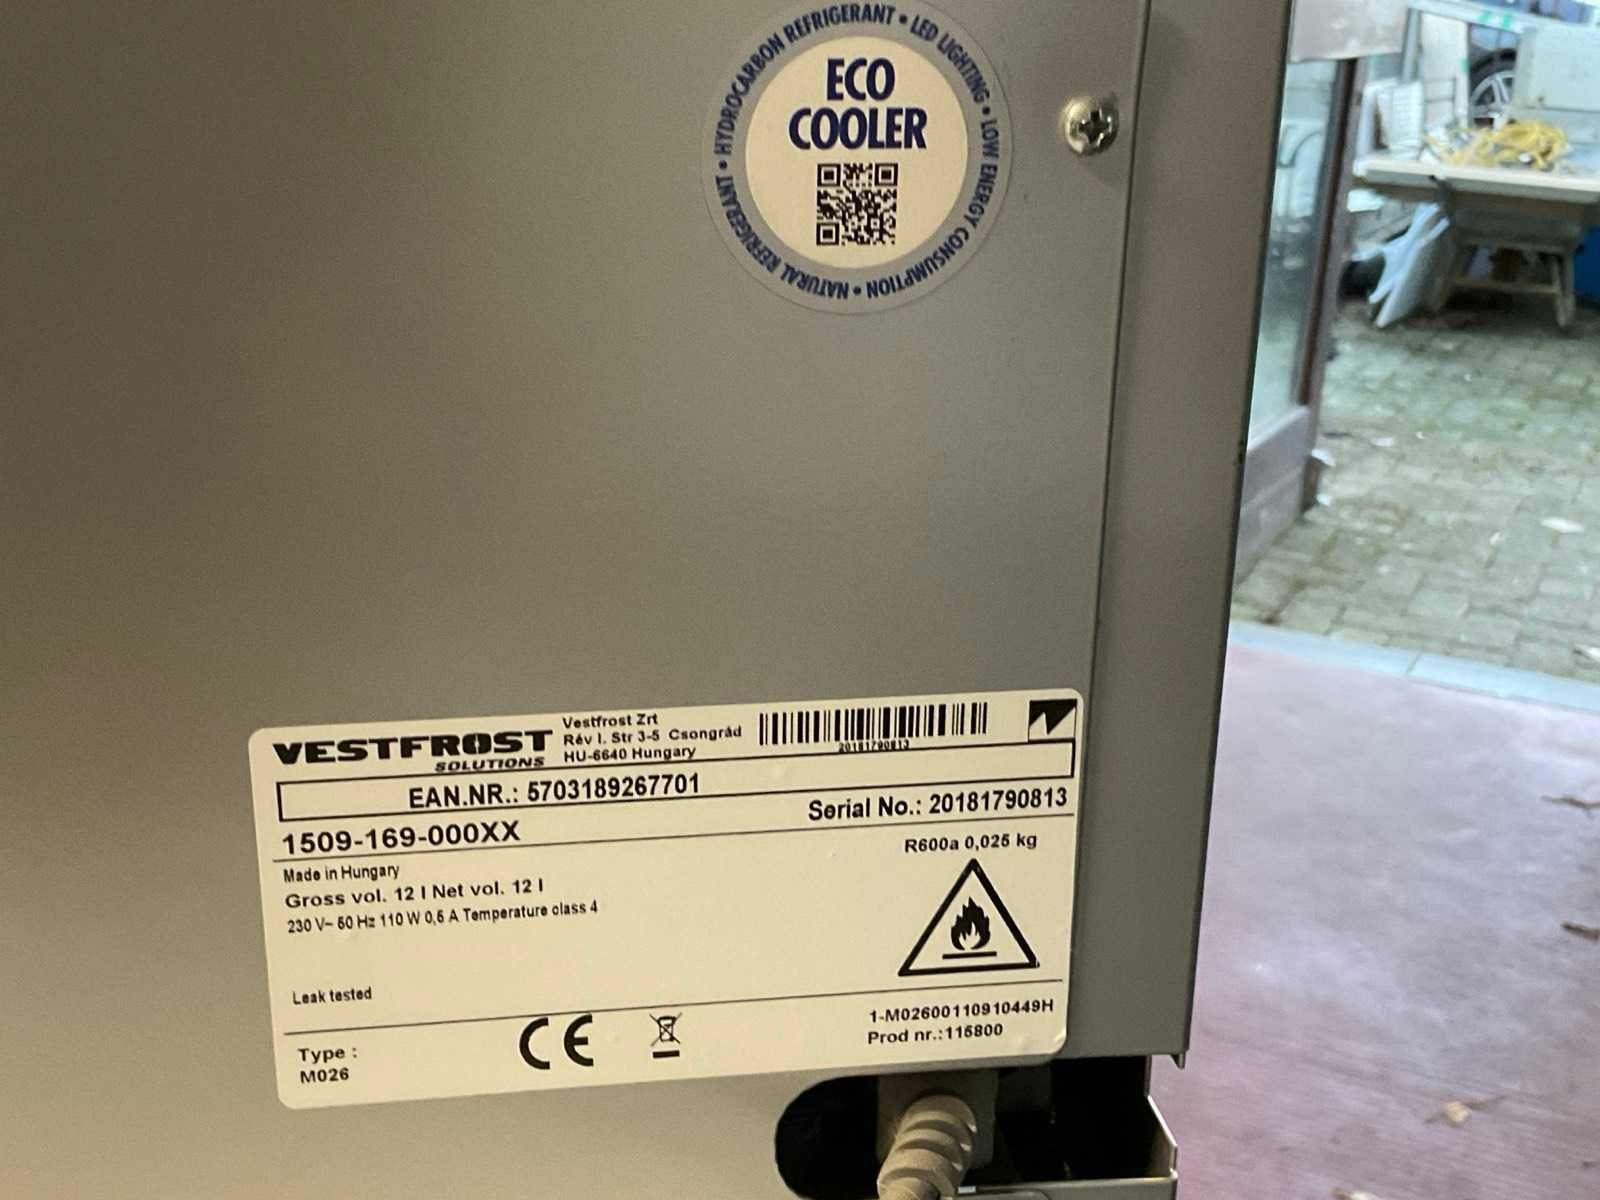 HYDROCARBON REFRIGERANT • LED LIGHTING • LOW ENERGY CONSUMPTION • NATURAL REFRIGERANT •
ECO
COOLER
VESTFROST
SOLUTIONS
Vestfrost Zrt
Rév I. Str 3-5 Csongrád
HU-6640 Hungary
20181790813
EAN.NR.: 5703189267701
1509-169-000XX
Serial No.: 20181790813
Made in Hungary
Gross vol. 12 l Net vol. 12 l
230 V~ 50 Hz 110 W 0,5 A Temperature class 4
R600a 0,025 kg
Leak tested
Type :
M026
CE
1-M02600110910449H
Prod nr.:115800